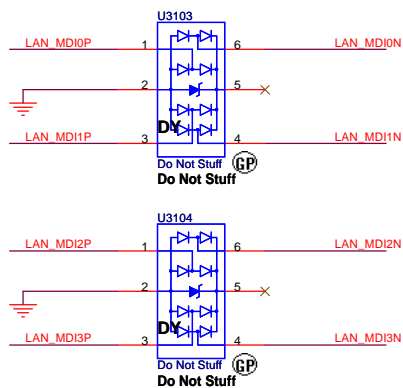 U3103
LAN_MDI0P 1 6 LAN_MDI0N
2 5
DY
LAN_MDI1P 3 4 LAN_MDI1N
Do Not Stuff GP
Do Not Stuff
U3104
LAN_MDI2P 1 6 LAN_MDI2N
2 5
DY
LAN_MDI3P 3 4 LAN_MDI3N
Do Not Stuff GP
Do Not Stuff